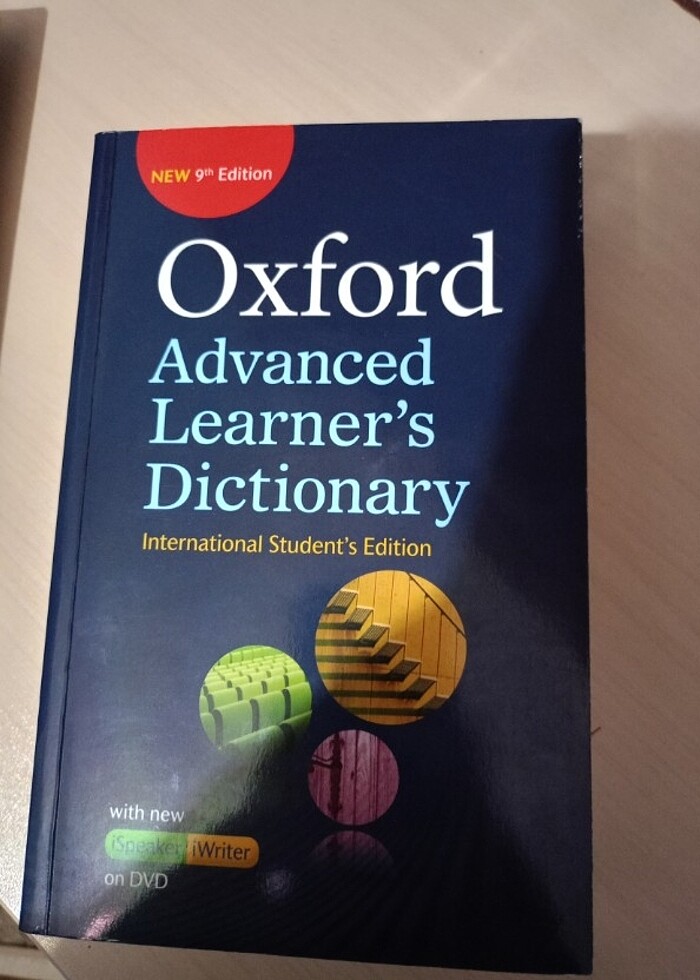 NEW 9th Edition
Oxford
Advanced
Learner's
Dictionary
International Student's Edition
with new
iSpeaker iWriter
on DVD